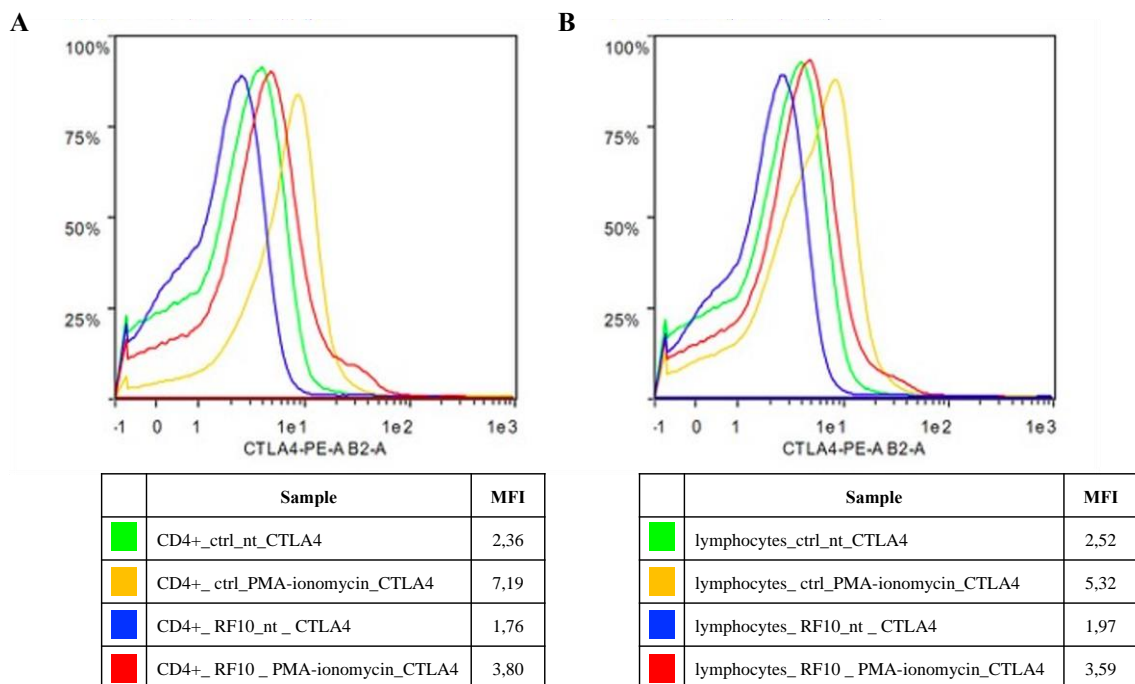 A
100%
75%
50%
25%
-1 0 1 1e1 1e2 1e3
CTLA4-PE-A B2-A
Sample MFI
CD4+_ctrl_nt_CTLA4 2,36
CD4+_ ctrl_PMA-ionomycin_CTLA4 7,19
CD4+_ RF10_nt _ CTLA4 1,76
CD4+_ RF10 _ PMA-ionomycin_CTLA4 3,80
B
100%
75%
50%
25%
-1 0 1 1e1 1e2 1e3
CTLA4-PE-A B2-A
Sample MFI
lymphocytes_ctrl_nt_CTLA4 2,52
lymphocytes_ ctrl_PMA-ionomycin_CTLA4 5,32
lymphocytes_ RF10_nt _ CTLA4 1,97
lymphocytes_ RF10 _ PMA-ionomycin_CTLA4 3,59